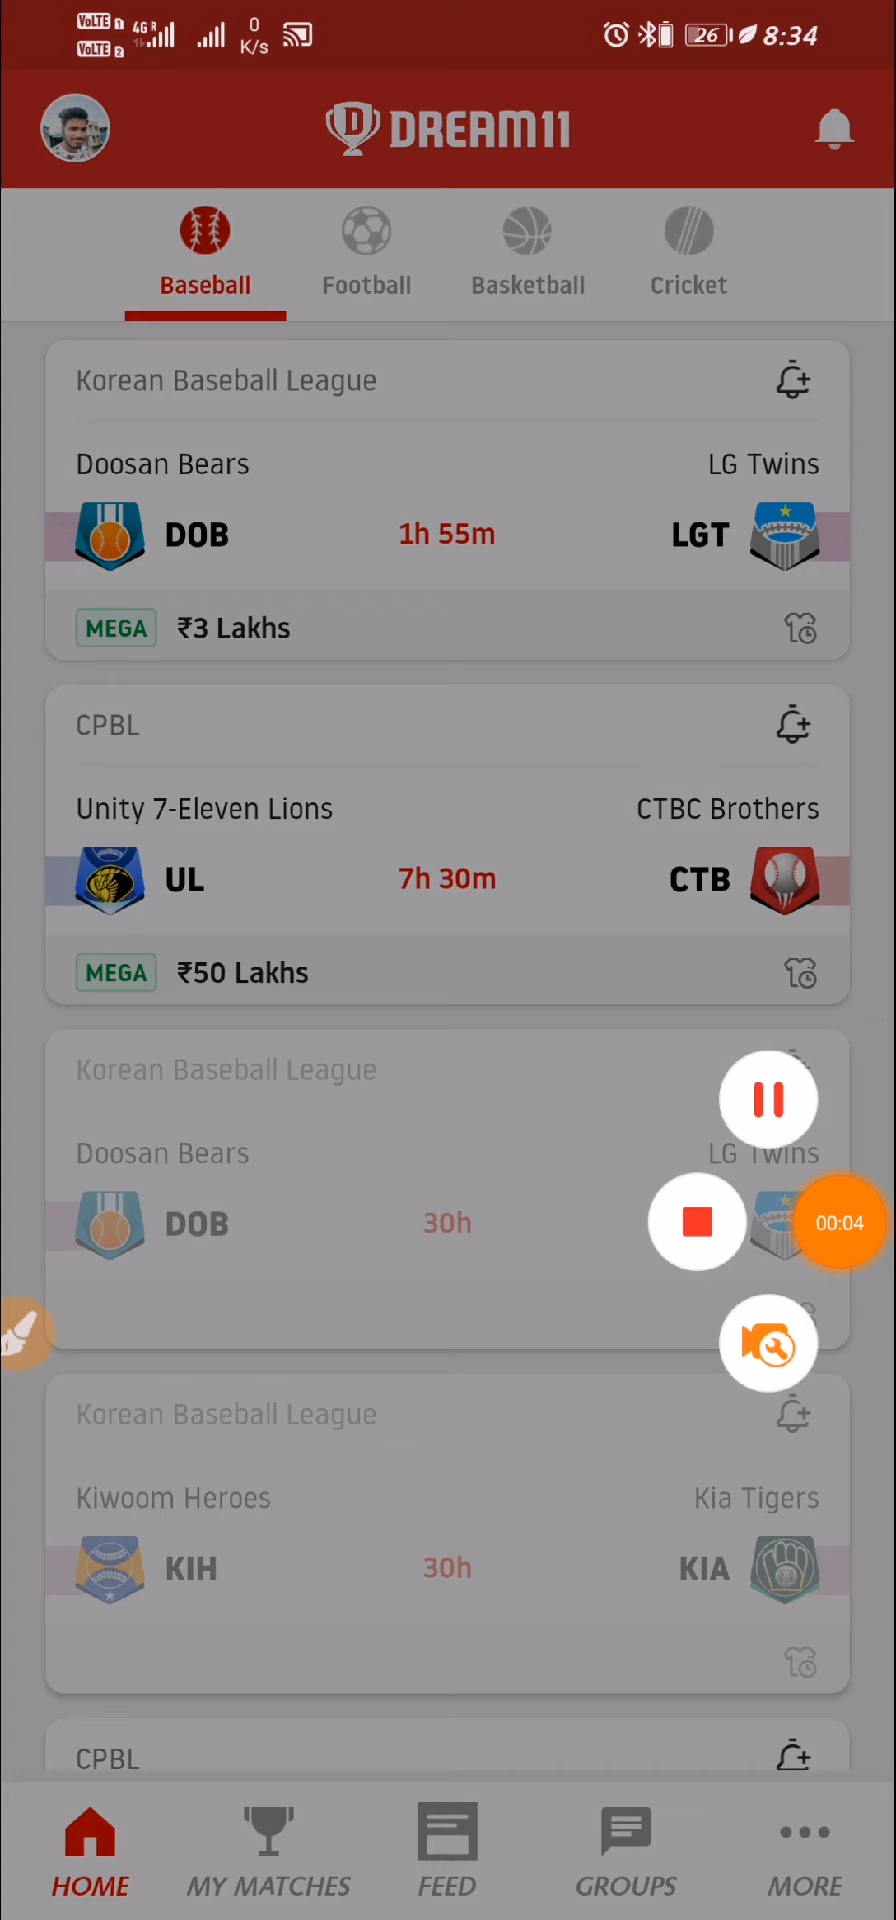 VoLTE 1 4G R 0
VoLTE 2 K/s 26 8:34
DREAM11
Baseball Football Basketball Cricket
Korean Baseball League
Doosan Bears LG Twins
DOB 1h 55m LGT
MEGA ₹3 Lakhs
CPBL
Unity 7-Eleven Lions CTBC Brothers
UL 7h 30m CTB
MEGA ₹50 Lakhs
Korean Baseball League
Doosan Bears LG Twins
DOB 30h 00:04
Korean Baseball League
Kiwoom Heroes Kia Tigers
KIH 30h KIA
CPBL
HOME MY MATCHES FEED GROUPS MORE